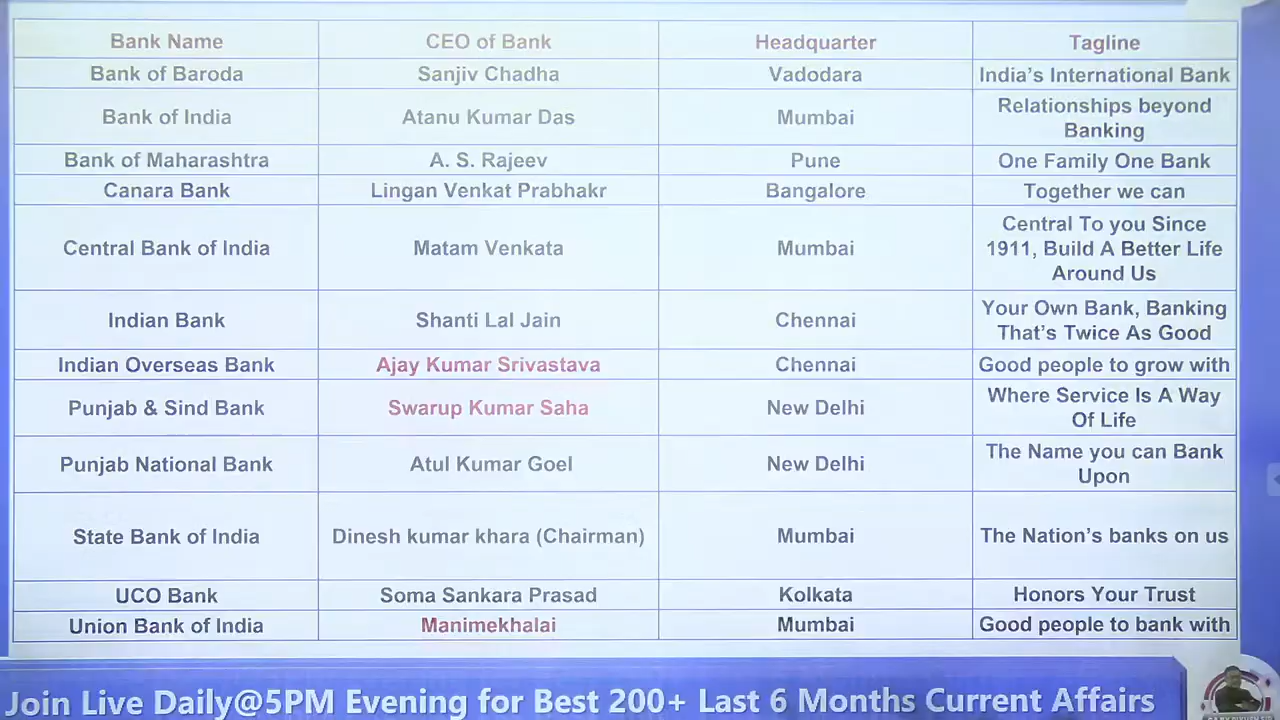 Bank Name CEO of Bank Headquarter Tagline
Bank of Baroda Sanjiv Chadha Vadodara India's International Bank
Bank of India Atanu Kumar Das Mumbai Relationships beyond
Banking
Bank of Maharashtra A. S. Rajeev Pune One Family One Bank
Canara Bank Lingan Venkat Prabhakr Bangalore Together we can
Central Bank of India Matam Venkata Mumbai Central To you Since
1911, Build A Better Life
Around Us
Indian Bank Shanti Lal Jain Chennai Your Own Bank, Banking
That's Twice As Good
Indian Overseas Bank Ajay Kumar Srivastava Chennai Good people to grow with
Punjab & Sind Bank Swarup Kumar Saha New Delhi Where Service Is A Way
Of Life
Punjab National Bank Atul Kumar Goel New Delhi The Name you can Bank
Upon
State Bank of India Dinesh kumar khara (Chairman) Mumbai The Nation's banks on us
UCO Bank Soma Sankara Prasad Kolkata Honors Your Trust
Union Bank of India Manimekhalai Mumbai Good people to bank with
Join Live Daily@5PM Evening for Best 200+ Last 6 Months Current Affairs